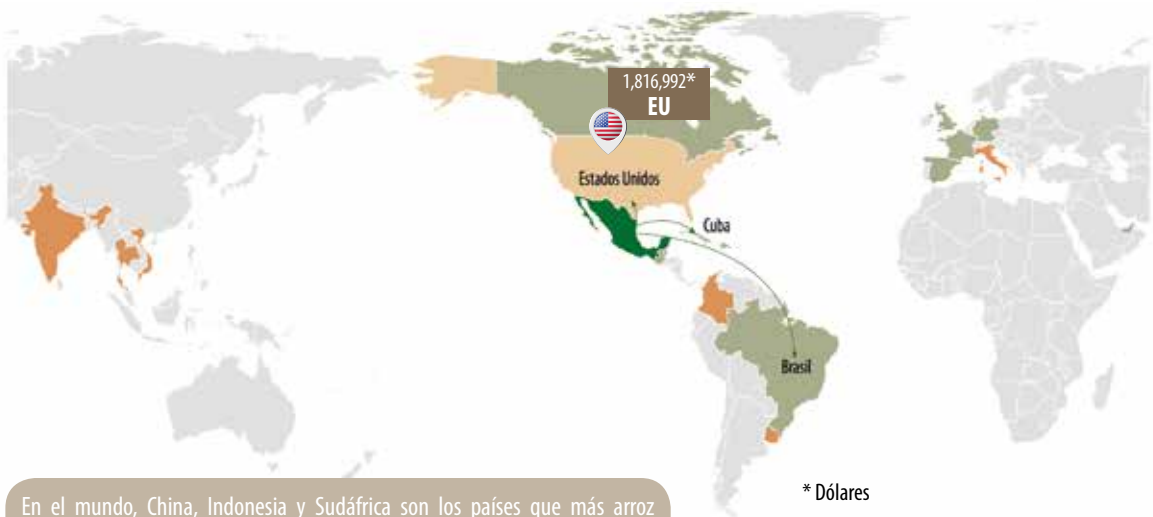 1,816,992*
EU
Estados Unidos
Cuba
Brasil
* Dólares
En el mundo, China, Indonesia y Sudáfrica son los países que más arroz